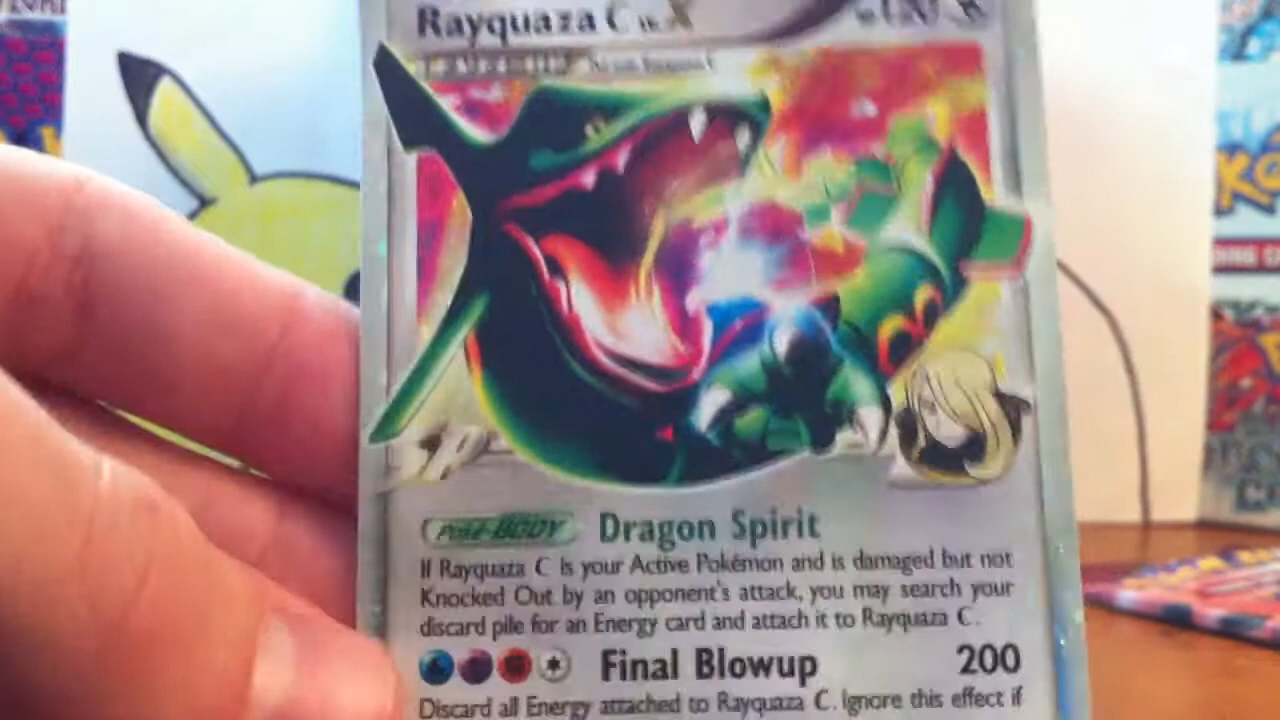 Rayquaza C LV.X
Poké-BODY Dragon Spirit
If Rayquaza C is your Active Pokémon and is damaged but not
Knocked Out by an opponent's attack, you may search your
discard pile for an Energy card and attach it to Rayquaza C.
Final Blowup 200
Discard all Energy attached to Rayquaza C. Ignore this effect if